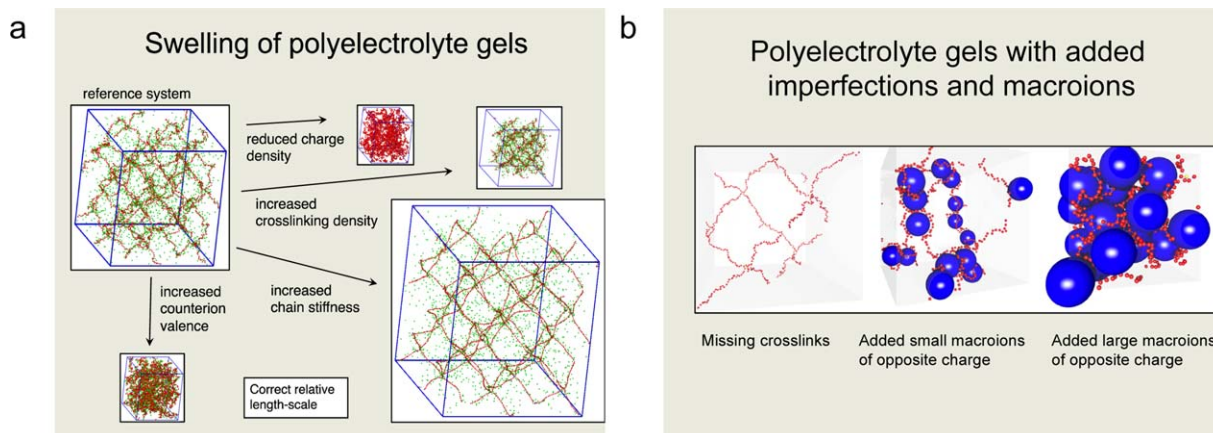 a
Swelling of polyelectrolyte gels
reference system
reduced charge
density
increased
crosslinking density
increased
chain stiffness
increased
counterion
valence
Correct relative
length-scale
b
Polyelectrolyte gels with added
imperfections and macroions
Missing crosslinks
Added small macroions
of opposite charge
Added large macroions
of opposite charge